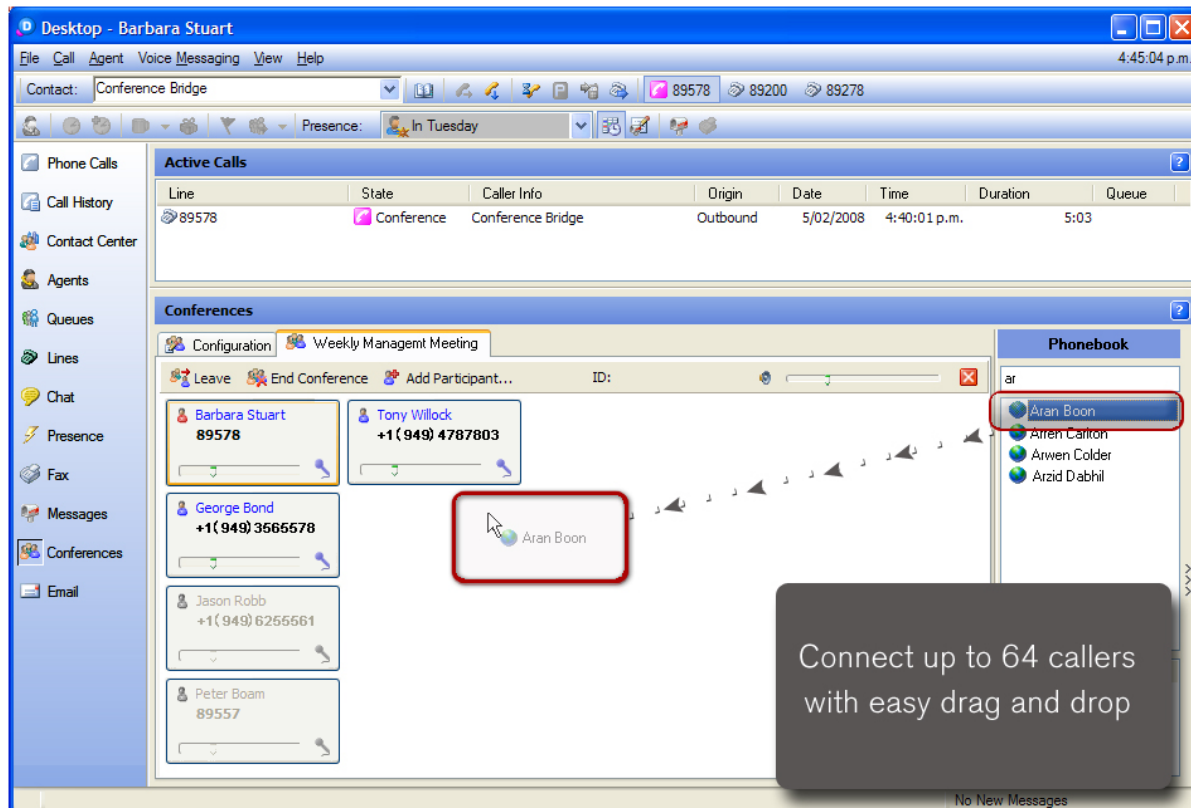 Desktop - Barbara Stuart
File Call Agent Voice Messaging View Help 4:45:04 p.m.
Contact: Conference Bridge 89578 89200 89278
Presence: In Tuesday
Phone Calls
Call History
Contact Center
Agents
Queues
Lines
Chat
Presence
Fax
Messages
Conferences
Email
Active Calls
Line State Caller Info Origin Date Time Duration Queue
89578 Conference Conference Bridge Outbound 5/02/2008 4:40:01 p.m. 5:03
Conferences
Configuration Weekly Managemt Meeting
Leave End Conference Add Participant... ID:
Barbara Stuart
89578
Tony Willock
+1(949)4787803
George Bond
+1(949)3565578
Jason Robb
+1(949)6255561
Peter Boam
89557
Aran Boon
Phonebook
ar
Aran Boon
Arren Carlton
Arwen Colder
Arzid Dabhil
Connect up to 64 callers
with easy drag and drop
No New Messages